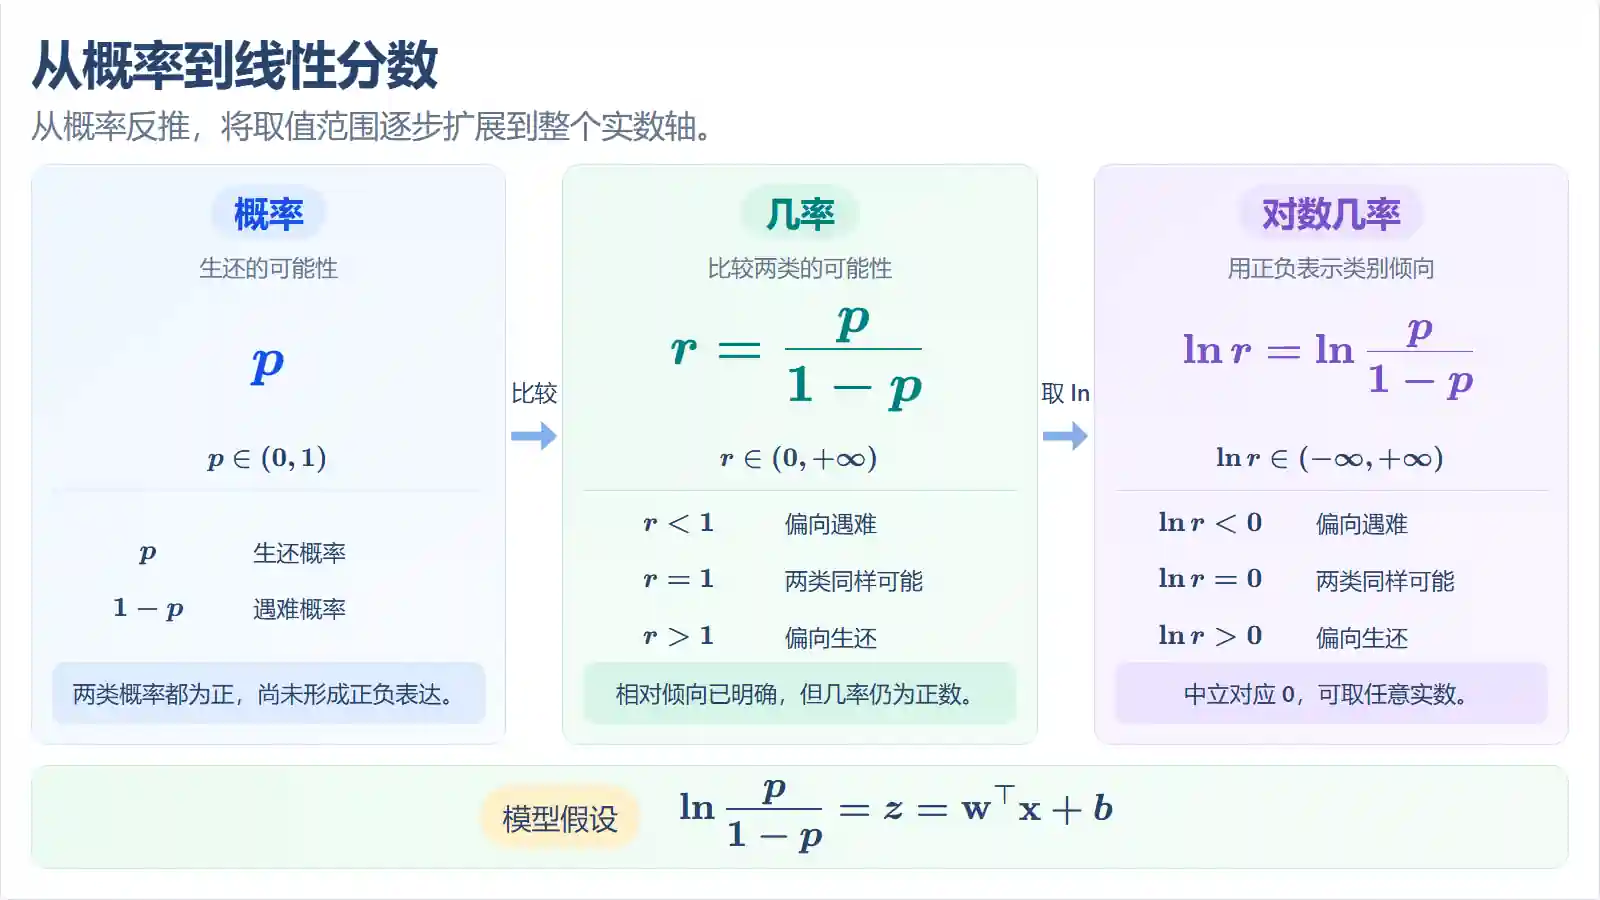 从概率到线性分数
从概率反推，将取值范围逐步扩展到整个实数轴。
概率
生还的可能性
p
p ∈ (0, 1)
p 生还概率
1 − p 遇难概率
两类概率都为正，尚未形成正负表达。
比较
几率
比较两类的可能性
r = p / (1 − p)
r ∈ (0, +∞)
r < 1 偏向遇难
r = 1 两类同样可能
r > 1 偏向生还
相对倾向已明确，但几率仍为正数。
取 ln
对数几率
用正负表示类别倾向
ln r = ln p / (1 − p)
ln r ∈ (−∞, +∞)
ln r < 0 偏向遇难
ln r = 0 两类同样可能
ln r > 0 偏向生还
中立对应 0，可取任意实数。
模型假设 ln p / (1 − p) = z = w⊤x + b